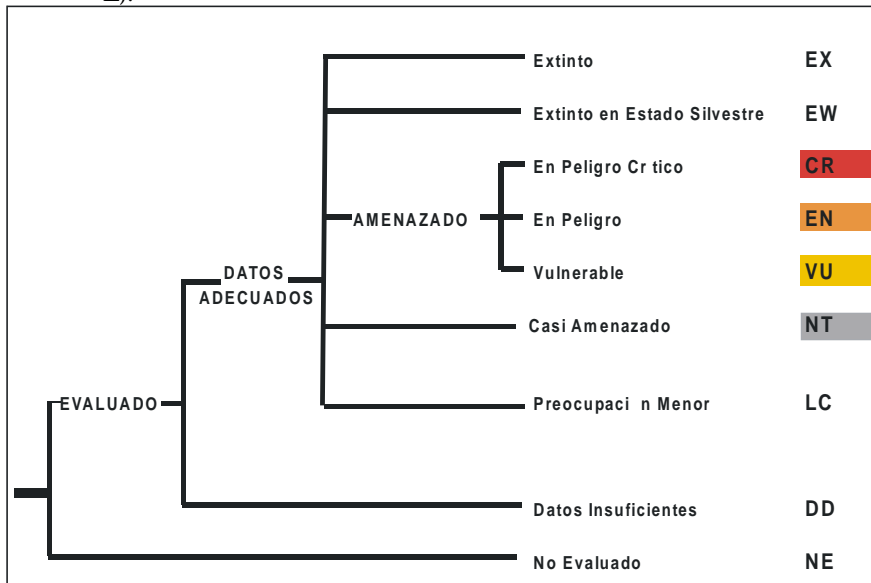 Extinto EX
Extinto en Estado Silvestre EW
En Peligro Cr tico CR
AMENAZADO En Peligro EN
DATOS Vulnerable VU
ADECUADOS
Casi Amenazado NT
EVALUADO Preocupaci n Menor LC
Datos Insuficientes DD
No Evaluado NE